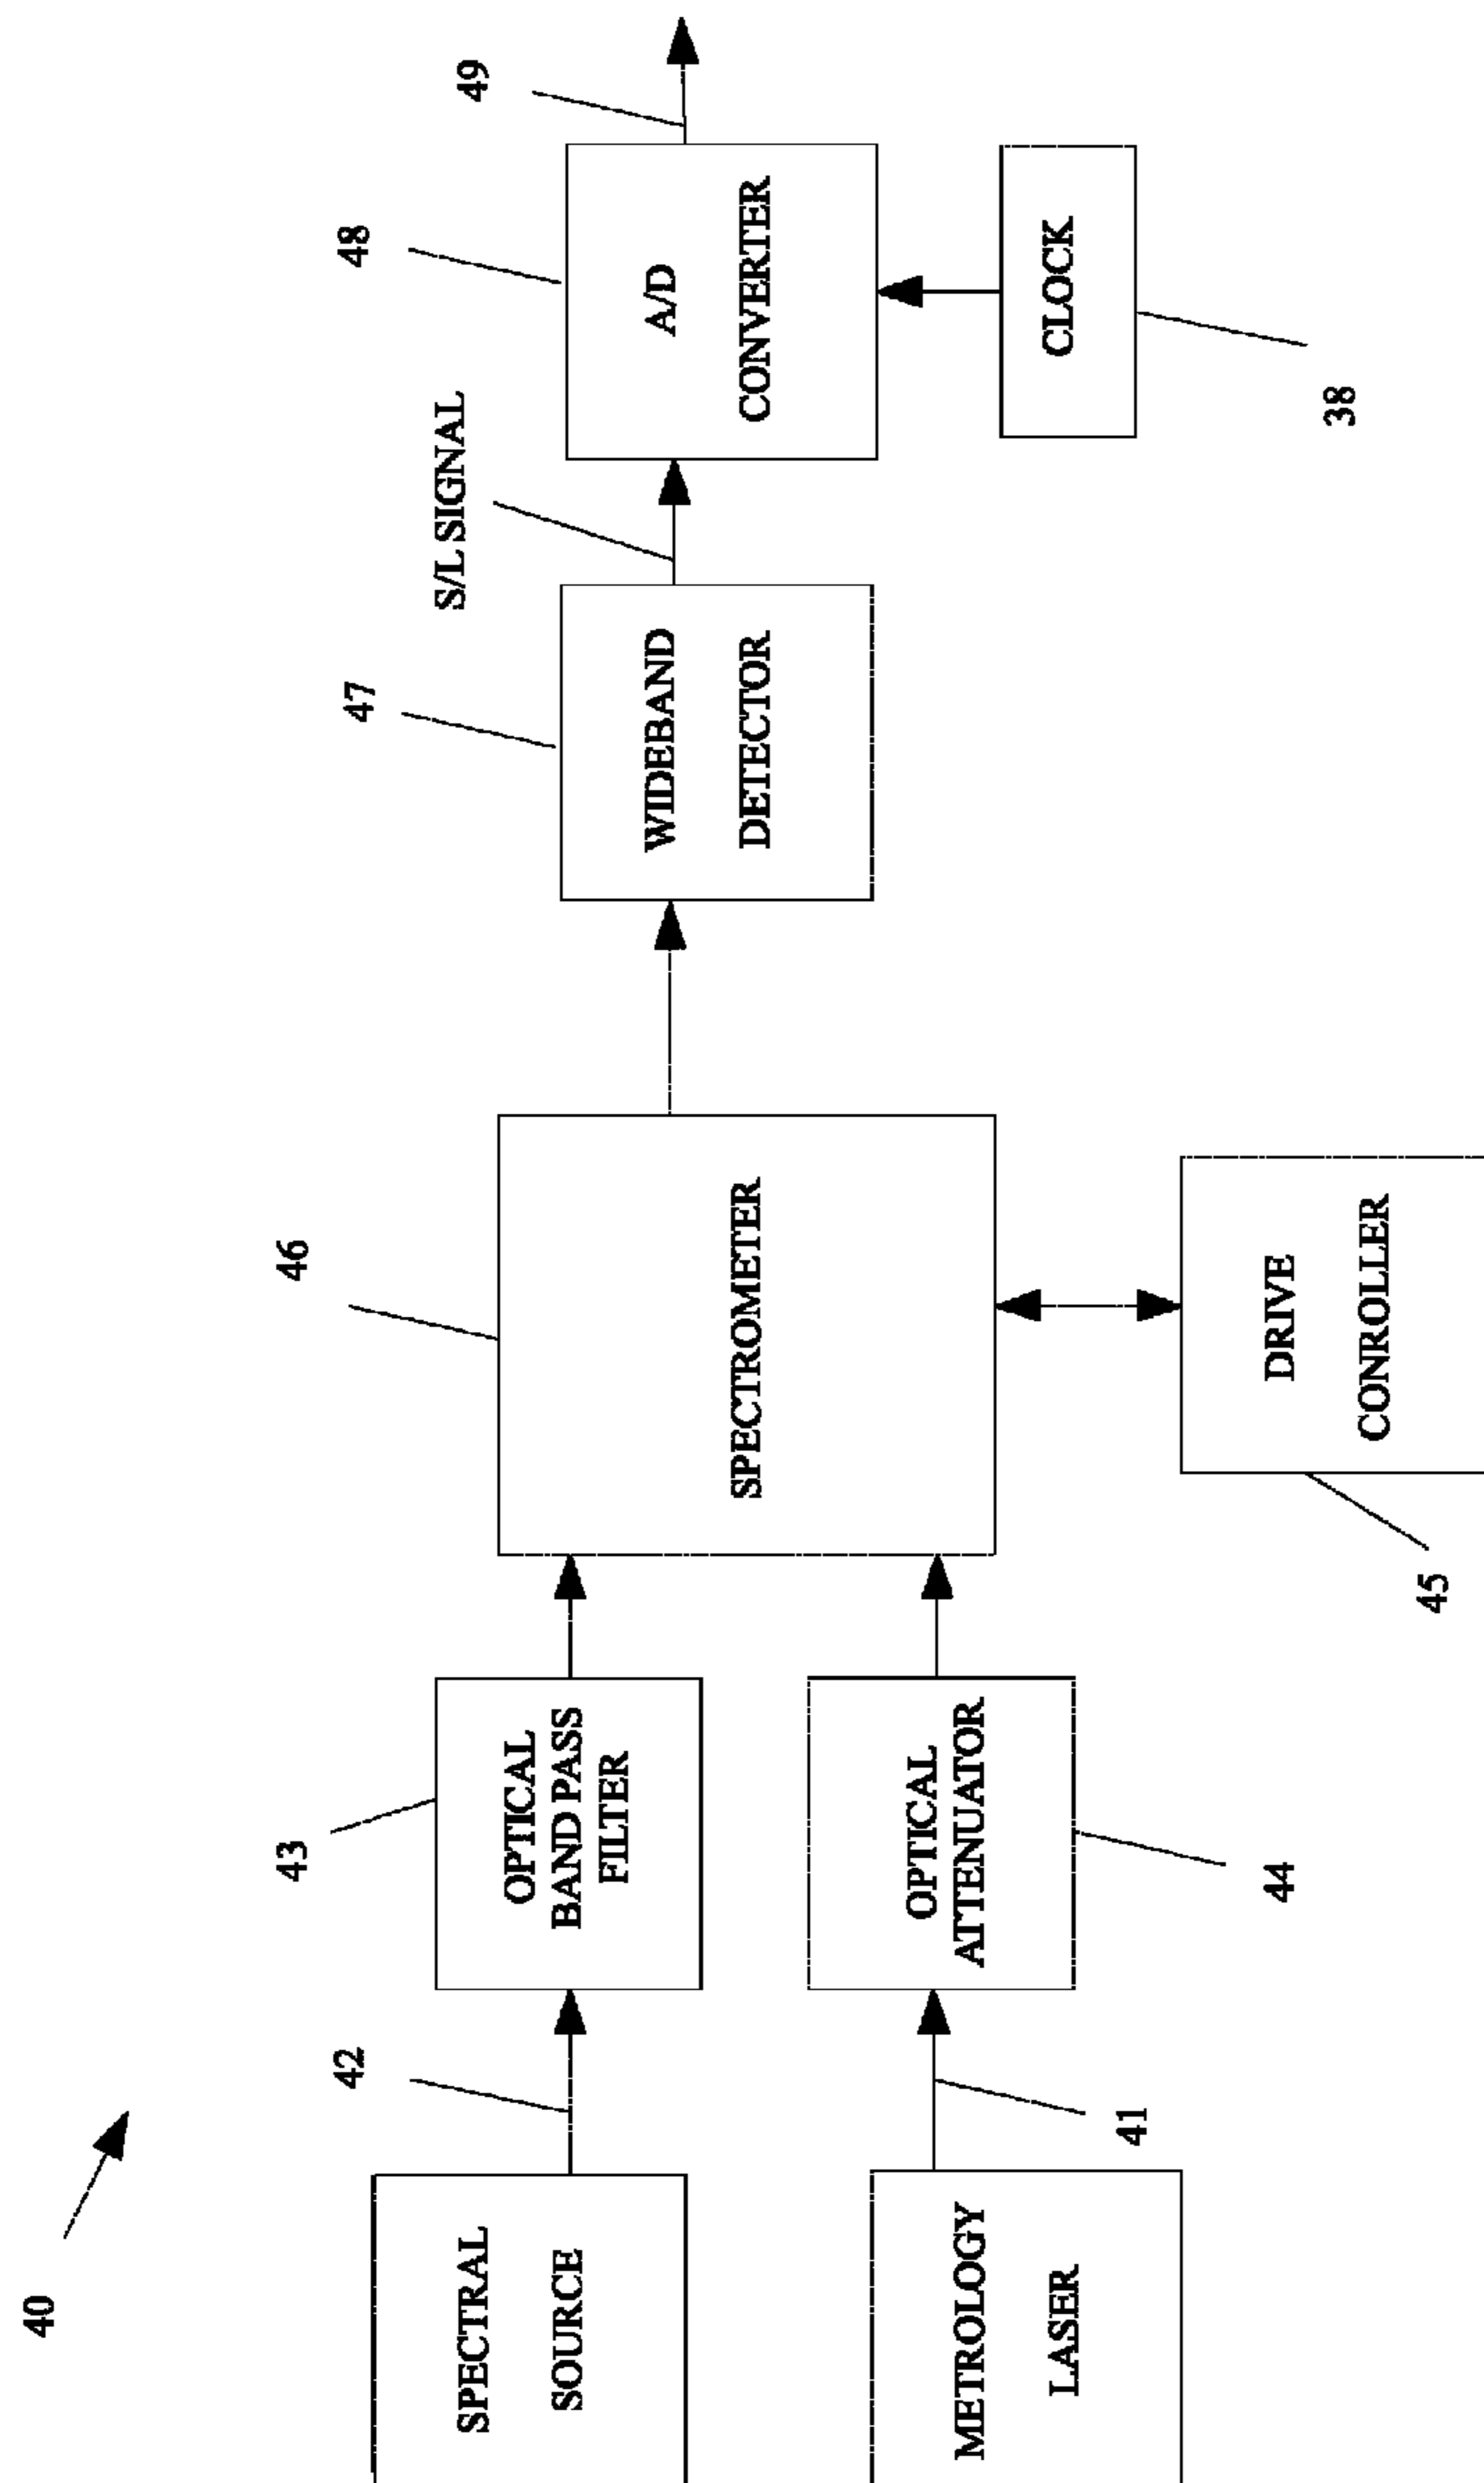 40
SPECTRAL
SOURCE
42
43
OPTICAL
BAND PASS
FILTER
METROLOGY
LASER
41
OPTICAL
ATTENUATOR
44
46
SPECTROMETER
DRIVE
CONROLLER
45
47
WIDEBAND
DETECTOR
S/L SIGNAL
48
A/D
CONVERTER
49
CLOCK
38